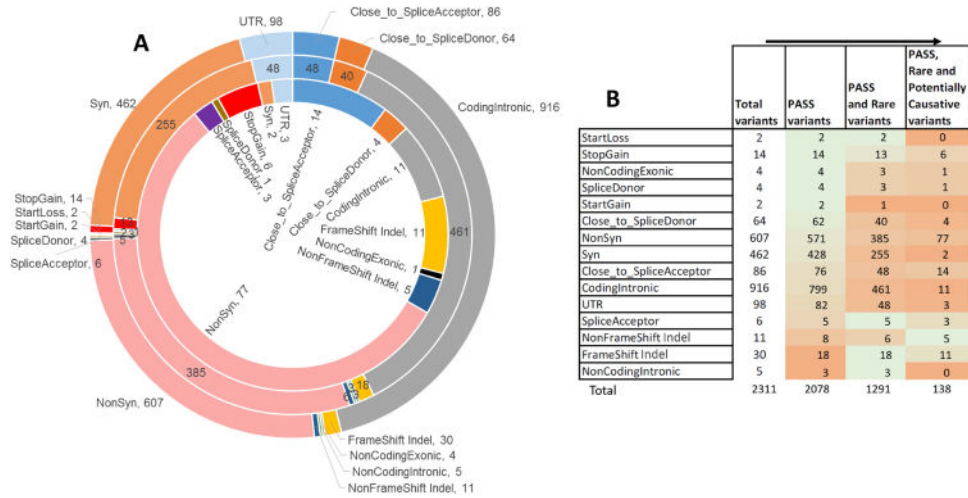 A
UTR, 98
Close_to_SpliceAcceptor, 86
Close_to_SpliceDonor, 64
48
48
40
CodingIntronic, 916
Syn, 462
255
StopGain, 6
Syn, 2
UTR, 3
SpliceDonor, 1
SpliceAcceptor, 3
Close_to_SpliceAcceptor, 14
Close_to_SpliceDonor, 4
CodingIntronic, 11
FrameShift Indel, 11
461
NonCodingExonic, 1
NonFrameShift Indel, 5
StopGain, 14
StartLoss, 2
StartGain, 2
SpliceDonor, 4
SpliceAcceptor, 6
13
5
NonSyn, 77
385
NonSyn, 607
18
6
FrameShift Indel, 30
NonCodingExonic, 4
NonCodingIntronic, 5
NonFrameShift Indel, 11
B
Total variants
PASS variants
PASS and Rare variants
PASS, Rare and Potentially Causative variants
StartLoss 2 2 2 0
StopGain 14 14 13 6
NonCodingExonic 4 4 3 1
SpliceDonor 4 4 3 1
StartGain 2 2 1 0
Close_to_SpliceDonor 64 62 40 4
NonSyn 607 571 385 77
Syn 462 428 255 2
Close_to_SpliceAcceptor 86 76 48 14
CodingIntronic 916 799 461 11
UTR 98 82 48 3
SpliceAcceptor 6 5 5 3
NonFrameShift Indel 11 8 6 5
FrameShift Indel 30 18 18 11
NonCodingIntronic 5 3 3 0
Total 2311 2078 1291 138